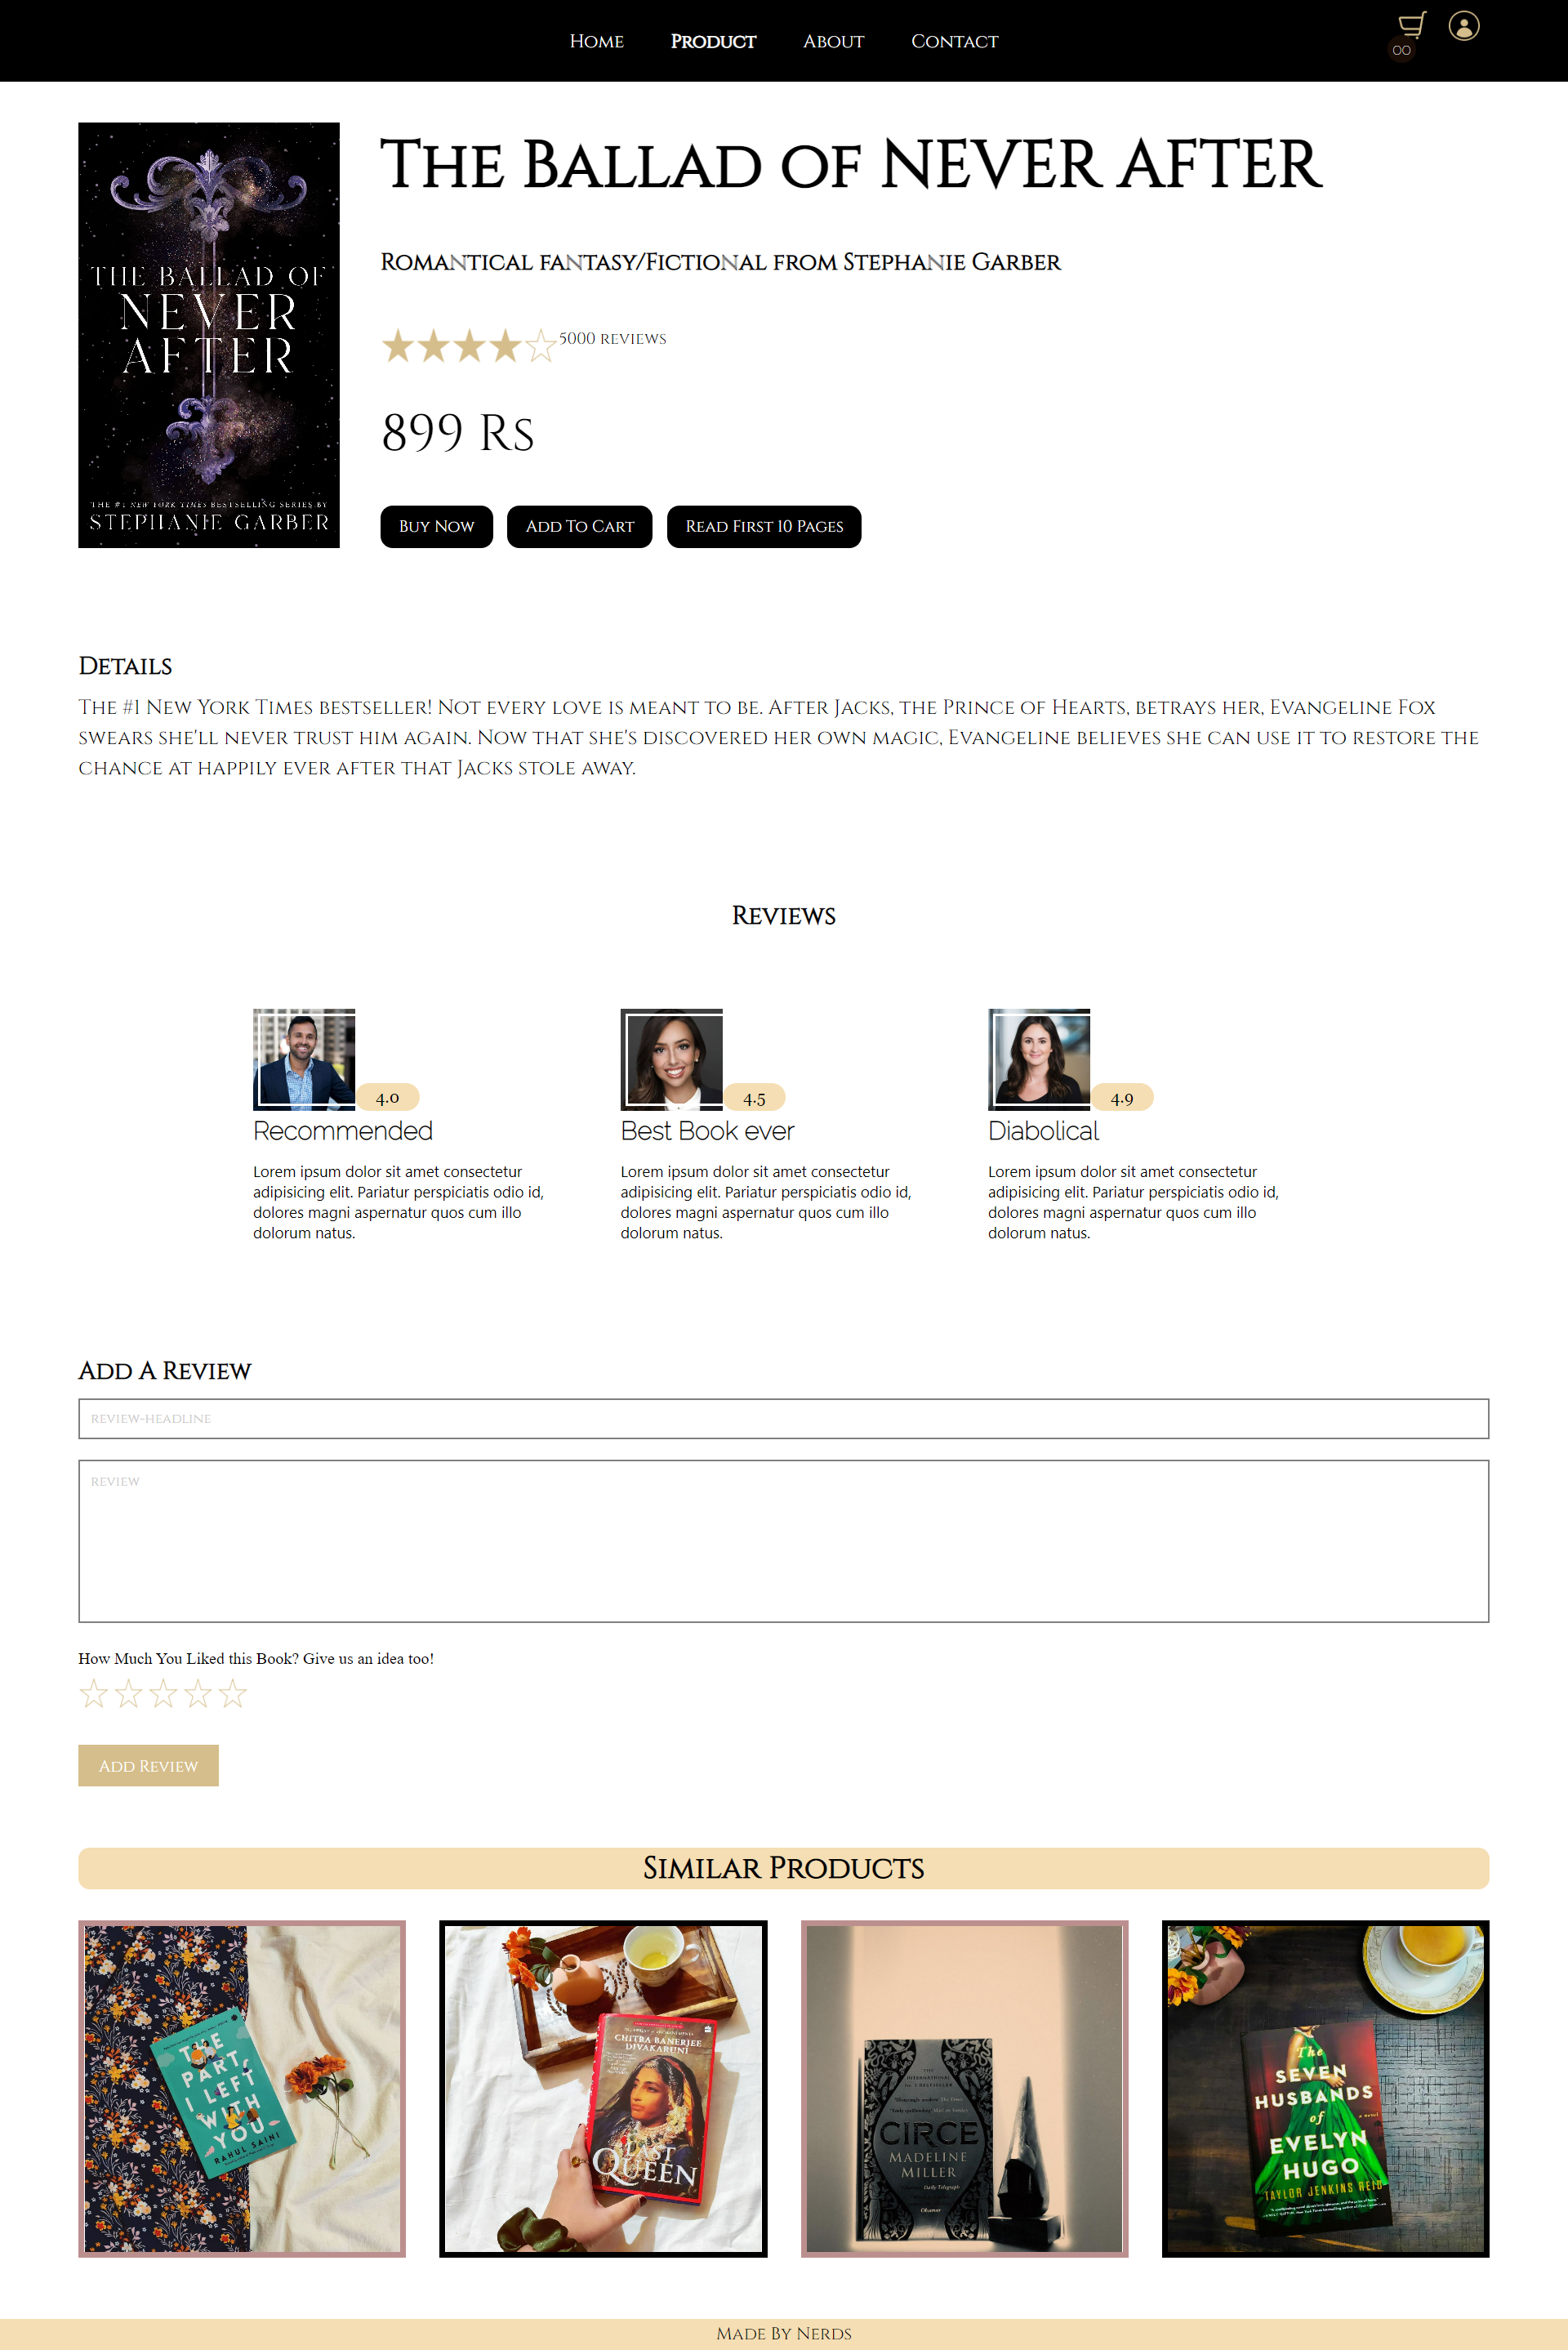 Home Product About Contact
00
The Ballad of NEVER AFTER
THE BALLAD OF
NEVER
AFTER
THE #1 NEW YORK TIMES BESTSELLING SERIES BY
STEPHANIE GARBER
Romantical fantasy/Fictional from Stephanie Garber
5000 reviews
899 Rs
Buy Now Add To Cart Read First 10 Pages
Details
The #1 New York Times bestseller! Not every love is meant to be. After Jacks, the Prince of Hearts, betrays her, Evangeline Fox
swears she'll never trust him again. Now that she's discovered her own magic, Evangeline believes she can use it to restore the
chance at happily ever after that Jacks stole away.
Reviews
4.0
Recommended
Lorem ipsum dolor sit amet consectetur
adipisicing elit. Pariatur perspiciatis odio id,
dolores magni aspernatur quos cum illo
dolorum natus.
4.5
Best Book ever
Lorem ipsum dolor sit amet consectetur
adipisicing elit. Pariatur perspiciatis odio id,
dolores magni aspernatur quos cum illo
dolorum natus.
4.9
Diabolical
Lorem ipsum dolor sit amet consectetur
adipisicing elit. Pariatur perspiciatis odio id,
dolores magni aspernatur quos cum illo
dolorum natus.
Add A Review
review-headline
review
How Much You Liked this Book? Give us an idea too!
Add Review
Similar Products
THE
PART
I LEFT
WITH
YOU
RAHUL SAINI
CHITRA BANERJEE
DIVAKARUNI
THE LAST
QUEEN
THE
INTERNATIONAL
No. 1 BESTSELLER
CIRCE
MADELINE
MILLER
Daily Telegraph
The
SEVEN
HUSBANDS
of
a novel
EVELYN
HUGO
TAYLOR JENKINS REID
Made By Nerds